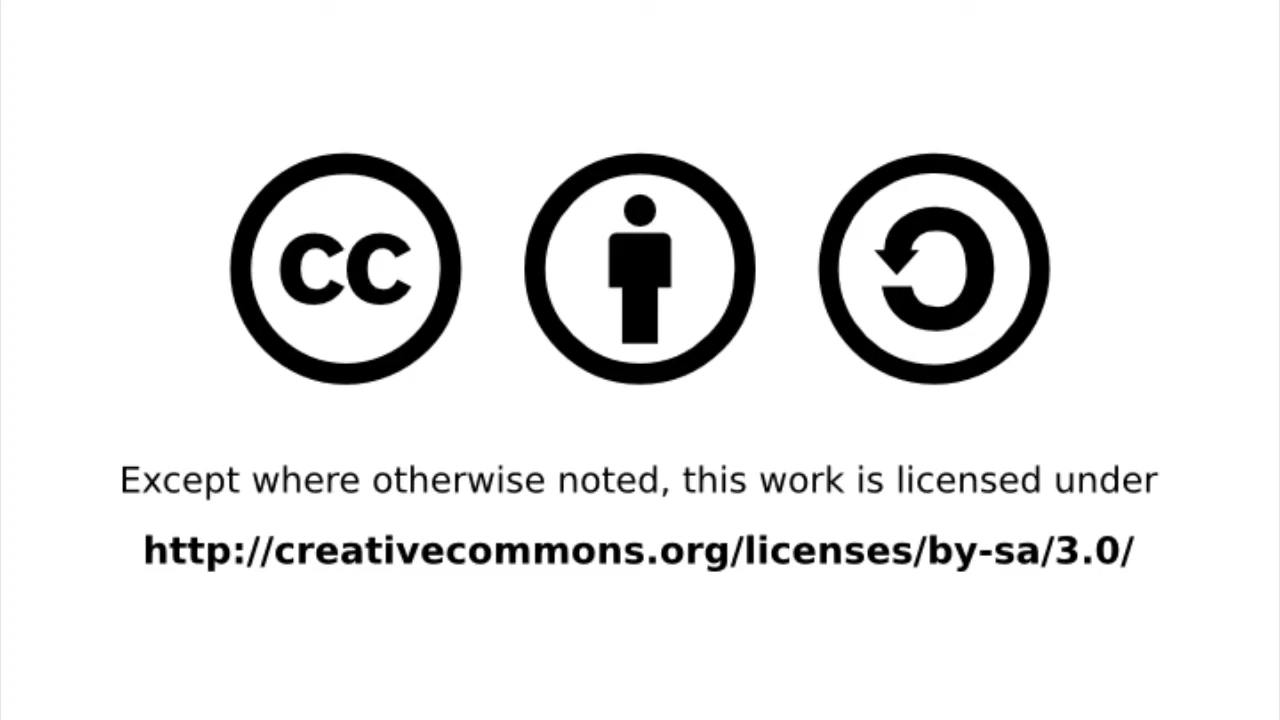 cc
Except where otherwise noted, this work is licensed under
http://creativecommons.org/licenses/by-sa/3.0/